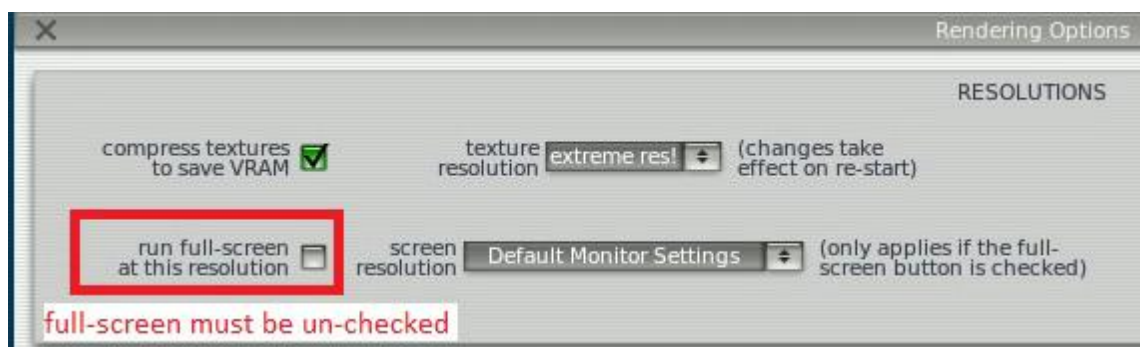 Rendering Options
RESOLUTIONS
compress textures
to save VRAM
texture
resolution
extreme res!
(changes take
effect on re-start)
run full-screen
at this resolution
screen
resolution
Default Monitor Settings
(only applies if the full-
screen button is checked)
full-screen must be un-checked